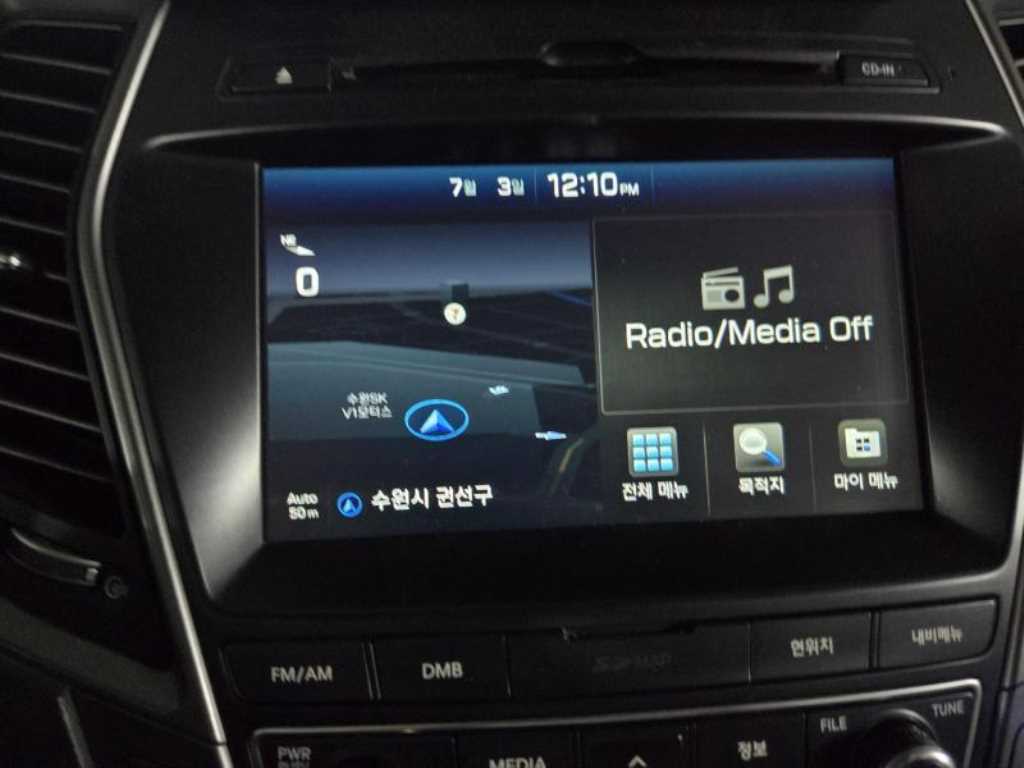 CD-IN
7월 3일 12:10PM
NE
0
?
Radio/Media Off
수원SK
V1모터스
Auto
50m
수원시 권선구
전체 메뉴
목적지
마이 메뉴
FM/AM
DMB
현위치
내비메뉴
PWR
MEDIA
정보
FILE
TUNE